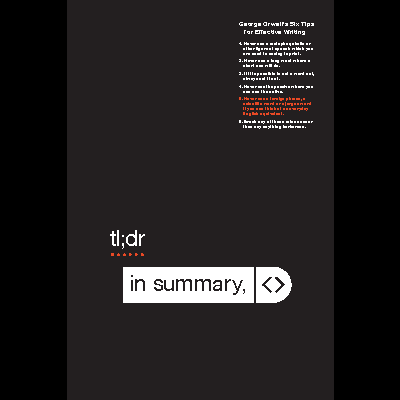 George Orwell's Six Tips
for Effective Writing
1. Never use a metaphor, simile or
other figure of speech which you
are used to seeing in print.
2. Never use a long word where a
short one will do.
3. If it is possible to cut a word out,
always cut it out.
4. Never use the passive where you
can use the active.
5. Never use a foreign phrase, a
scientific word or a jargon word
if you can think of an everyday
English equivalent.
6. Break any of these rules sooner
than say anything barbarous.
tl;dr
in summary, <>